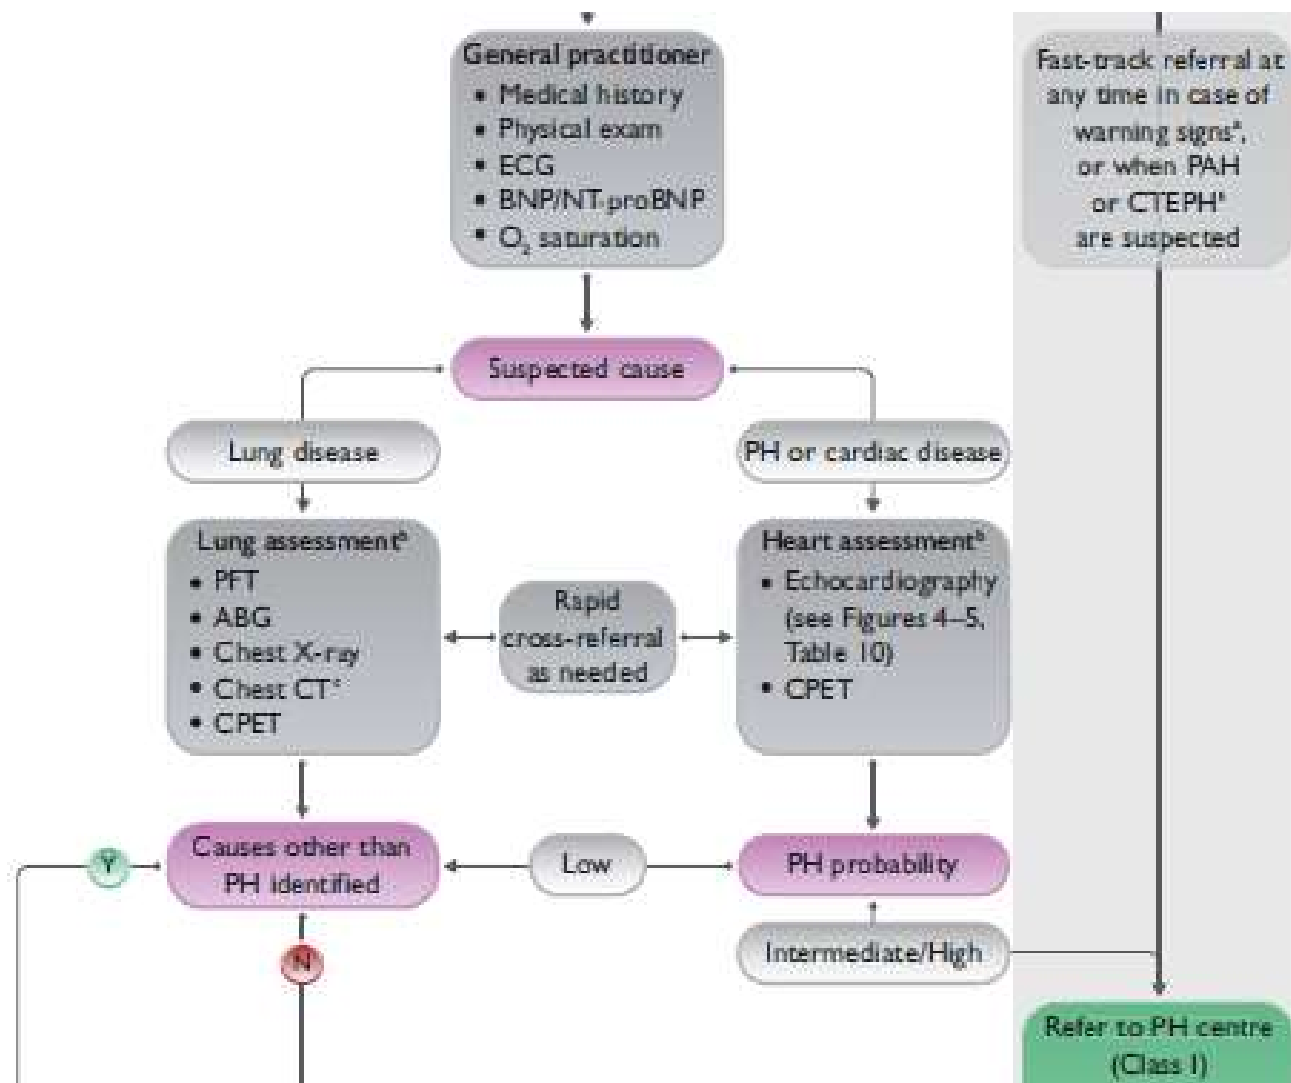 General practitioner
• Medical history
• Physical exam
• ECG
• BNP/NT-proBNP
• O₂ saturation
Fast-track referral at
any time in case of
warning signsᵃ,
or when PAH
or CTEPH
are suspected
Suspected cause
Lung disease
PH or cardiac disease
Lung assessment
• PFT
• ABG
• Chest X-ray
• Chest CT
• CPET
Rapid
cross-referral
as needed
Heart assessmentᵇ
• Echocardiography
(see Figures 4–5,
Table 10)
• CPET
Y
Causes other than
PH identified
Low
PH probability
N
Intermediate/High
Refer to PH centre
(Class I)